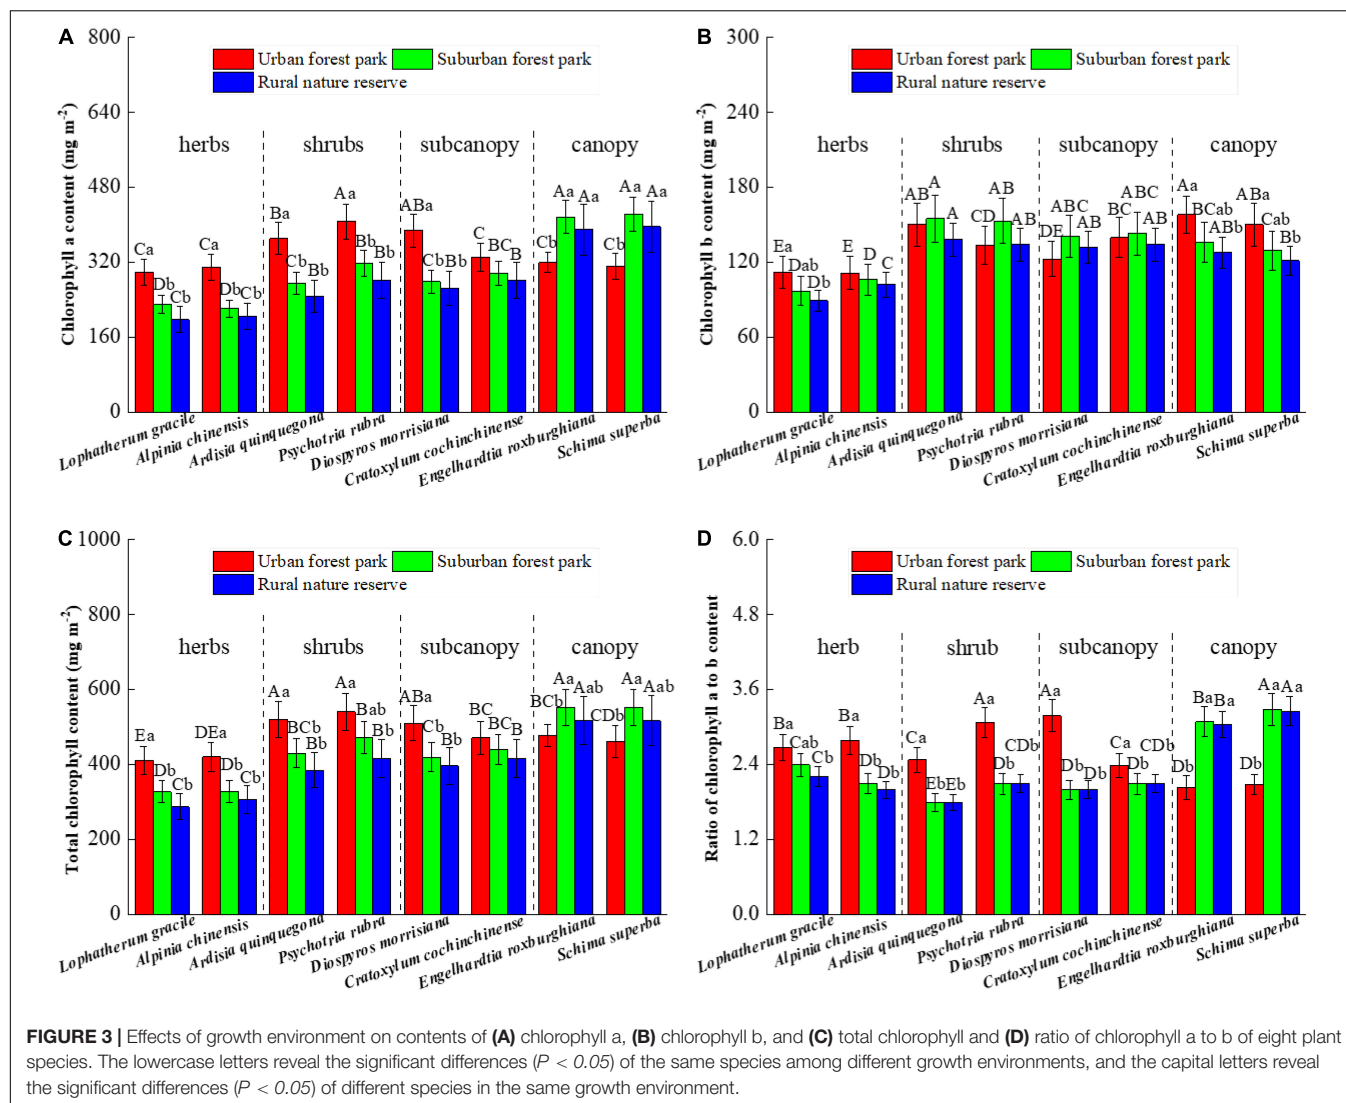 A
Chlorophyll a content (mg m-2)
800
640
480
320
160
0
Urban forest park Suburban forest park
Rural nature reserve
herbs shrubs subcanopy canopy
Ca Db Cb Ca Db Cb Ba Cb Bb Aa Bb Bb ABa Cb Bb C BC B Cb Aa Aa Cb Aa Aa
Lophatherum gracile
Alpinia chinensis
Ardisia quinquegona
Psychotria rubra
Diospyros morrisiana
Cratoxylum cochinchinense
Engelhardtia roxburghiana
Schima superba
B
Chlorophyll b content (mg m-2)
300
240
180
120
60
0
Urban forest park Suburban forest park
Rural nature reserve
herbs shrubs subcanopy canopy
Ea Dab Db E D C AB A A CD AB AB DE ABC AB BC ABC AB Aa BCab ABb ABa Cab Bb
Lophatherum gracile
Alpinia chinensis
Ardisia quinquegona
Psychotria rubra
Diospyros morrisiana
Cratoxylum cochinchinense
Engelhardtia roxburghiana
Schima superba
C
Total chlorophyll content (mg m-2)
1000
800
600
400
200
0
Urban forest park Suburban forest park
Rural nature reserve
herbs shrubs subcanopy canopy
Ea Db Cb DEa Db Cb Aa BCb Bb Aa Bab Bb ABa Cb Bb BC BC B BCb Aa Aab CDb Aa Aab
Lophatherum gracile
Alpinia chinensis
Ardisia quinquegona
Psychotria rubra
Diospyros morrisiana
Cratoxylum cochinchinense
Engelhardtia roxburghiana
Schima superba
D
Ratio of chlorophyll a to b content
6.0
4.8
3.6
2.4
1.2
0.0
Urban forest park Suburban forest park
Rural nature reserve
herb shrub subcanopy canopy
Ba Cab Cb Ba Db Db Ca Eb Eb Aa Db CDb Aa Db Db Ca Db CDb Db Ba Ba Db Aa Aa
Lophatherum gracile
Alpinia chinensis
Ardisia quinquegona
Psychotria rubra
Diospyros morrisiana
Cratoxylum cochinchinense
Engelhardtia roxburghiana
Schima superba
FIGURE 3 | Effects of growth environment on contents of (A) chlorophyll a, (B) chlorophyll b, and (C) total chlorophyll and (D) ratio of chlorophyll a to b of eight plant
species. The lowercase letters reveal the significant differences (P < 0.05) of the same species among different growth environments, and the capital letters reveal
the significant differences (P < 0.05) of different species in the same growth environment.